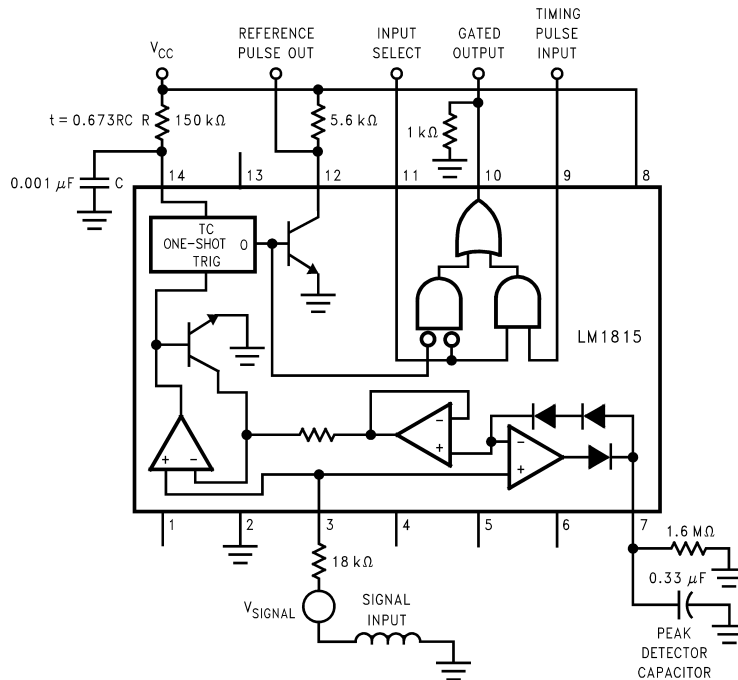 V_CC
REFERENCE
PULSE OUT
INPUT
SELECT
GATED
OUTPUT
TIMING
PULSE
INPUT
t = 0.673RC R
150 kΩ
5.6 kΩ
1 kΩ
0.001 µF
C
14
13
12
11
10
9
8
TC
ONE-SHOT
O
TRIG
LM1815
+
−
−
+
−
+
1
2
3
4
5
6
7
18 kΩ
1.6 MΩ
0.33 µF
V_SIGNAL
SIGNAL
INPUT
PEAK
DETECTOR
CAPACITOR